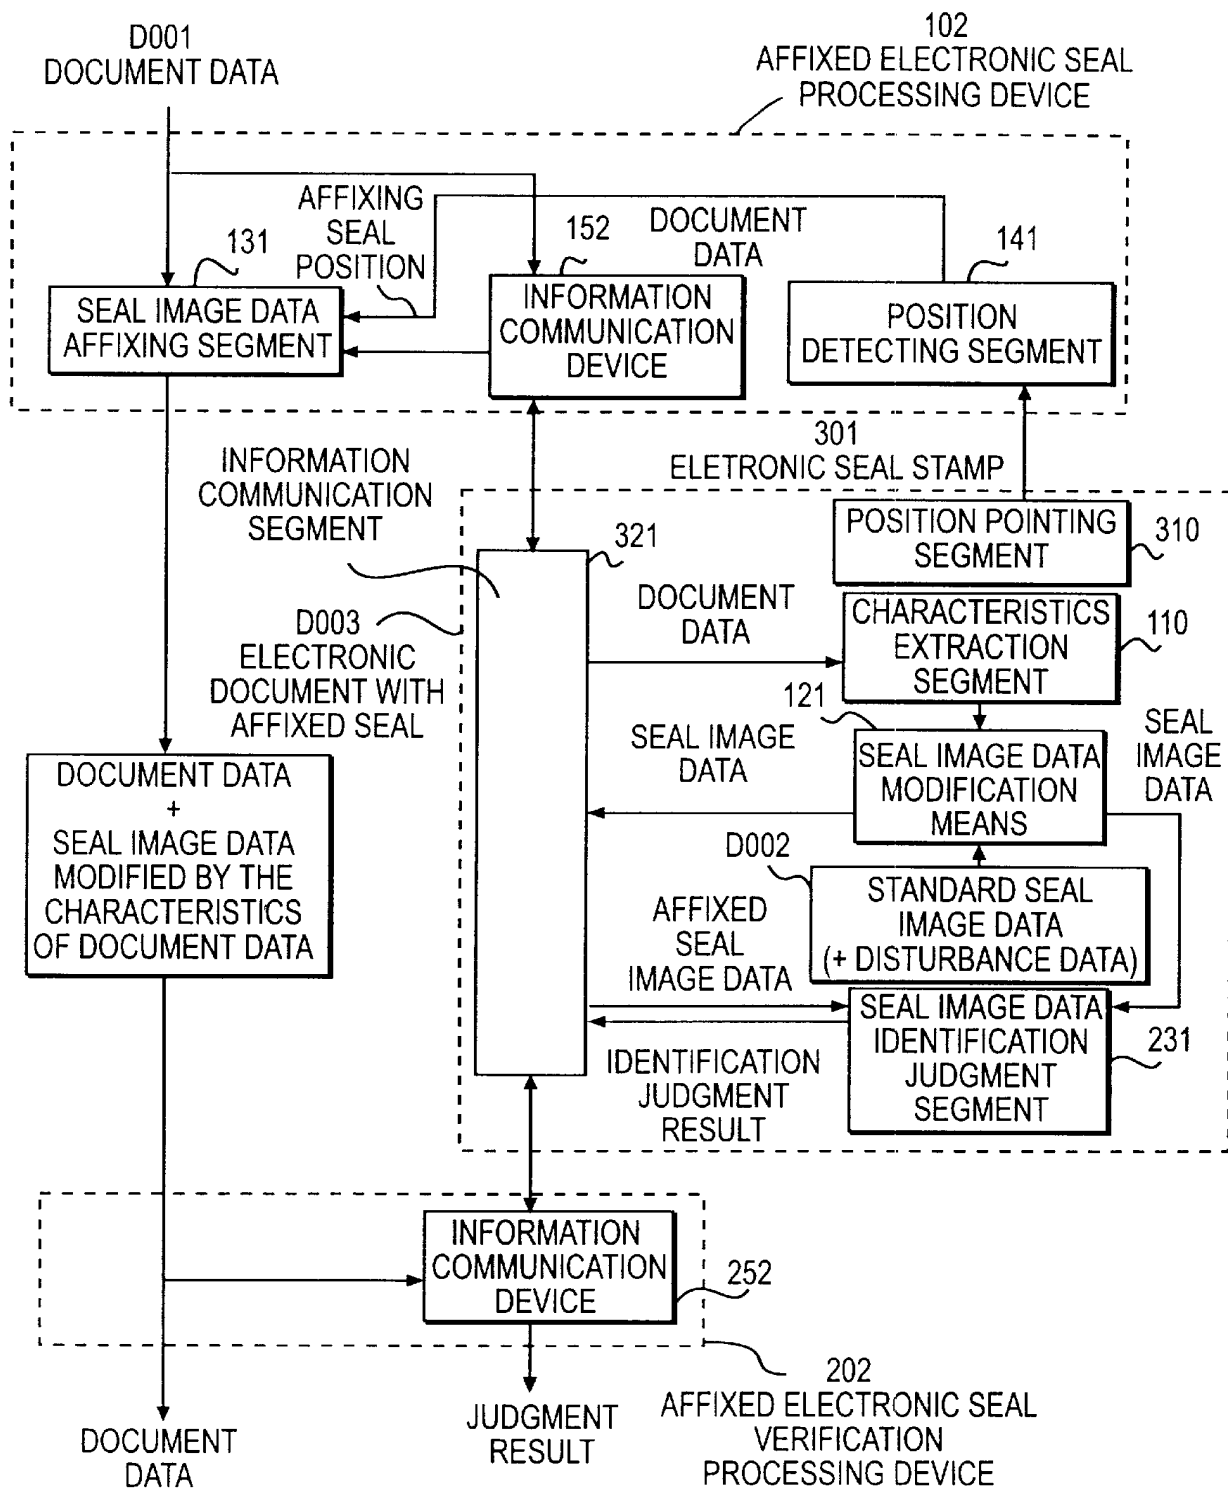 D001
DOCUMENT DATA
102
AFFIXED ELECTRONIC SEAL
PROCESSING DEVICE
AFFIXING
SEAL
POSITION
131
152
DOCUMENT
DATA
141
SEAL IMAGE DATA
AFFIXING SEGMENT
INFORMATION
COMMUNICATION
DEVICE
POSITION
DETECTING SEGMENT
INFORMATION
COMMUNICATION
SEGMENT
301
ELETRONIC SEAL STAMP
POSITION POINTING
SEGMENT
310
321
DOCUMENT
DATA
CHARACTERISTICS
EXTRACTION
SEGMENT
110
D003
ELECTRONIC
DOCUMENT WITH
AFFIXED SEAL
121
SEAL IMAGE
DATA
SEAL IMAGE DATA
MODIFICATION
MEANS
SEAL
IMAGE
DATA
DOCUMENT DATA
+
SEAL IMAGE DATA
MODIFIED BY THE
CHARACTERISTICS
OF DOCUMENT DATA
D002
STANDARD SEAL
IMAGE DATA
(+ DISTURBANCE DATA)
AFFIXED
SEAL
IMAGE DATA
SEAL IMAGE DATA
IDENTIFICATION
JUDGMENT
SEGMENT
231
IDENTIFICATION
JUDGMENT
RESULT
INFORMATION
COMMUNICATION
DEVICE
252
202
AFFIXED ELECTRONIC SEAL
VERIFICATION
PROCESSING DEVICE
JUDGMENT
RESULT
DOCUMENT
DATA